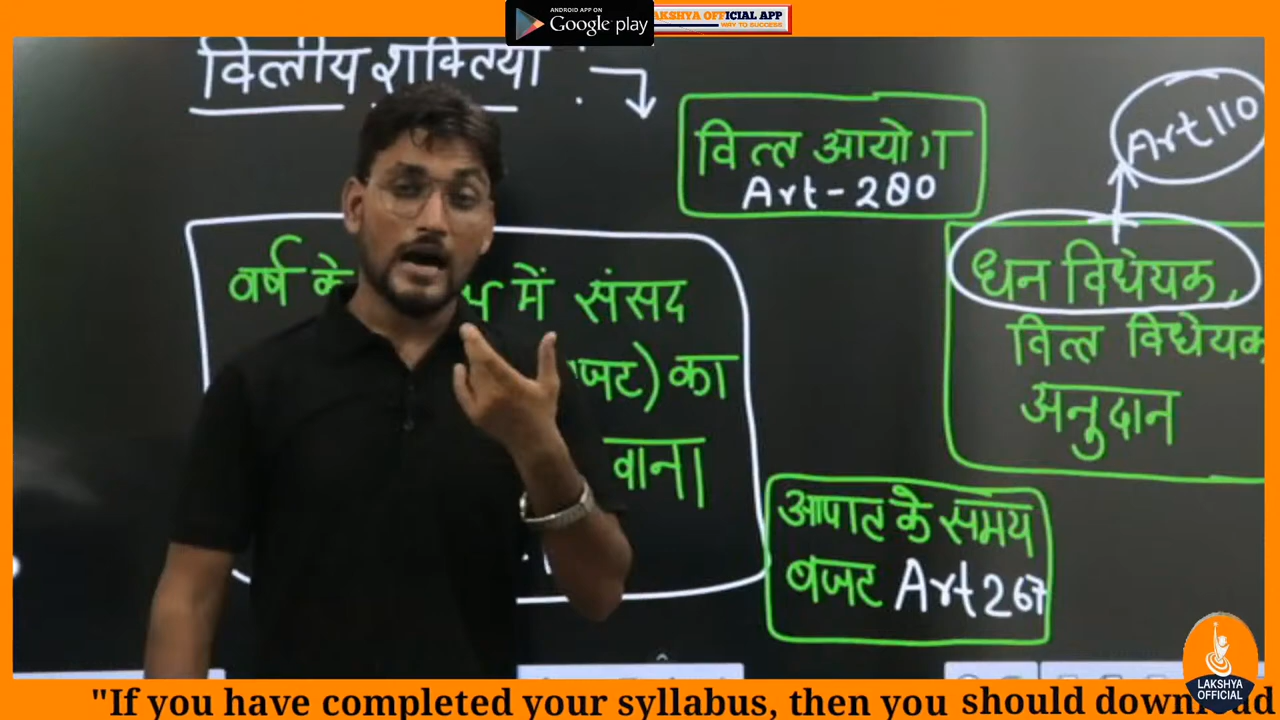 ANDROID APP ON
Google play
LAKSHYA OFFICIAL APP
WAY TO SUCCESS
वित्तीय शक्तियां :
वित्त आयोग
Art-280
Art 110
वर्ष के में संसद
बजट) का
वाना
धन विधेयक,
वित्त विधेयक
अनुदान
आपात के समय
बजट Art 267
LAKSHYA
OFFICIAL
"If you have completed your syllabus, then you should download